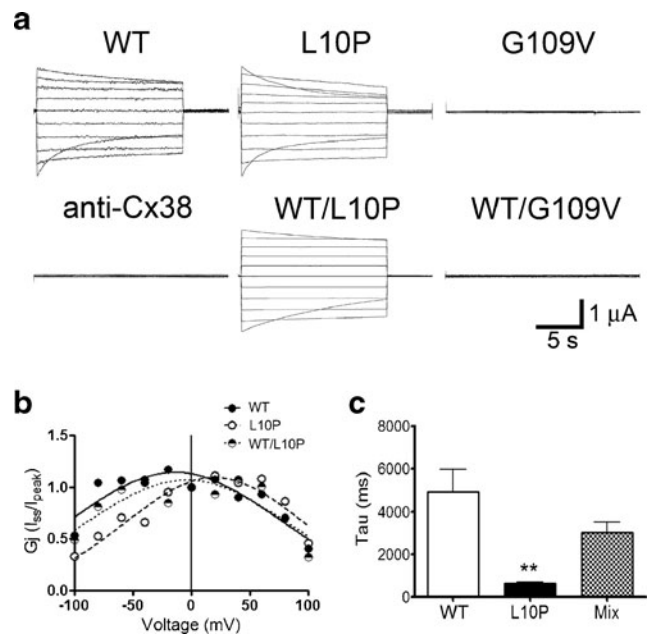 a
WT
L10P
G109V
anti-Cx38
WT/L10P
WT/G109V
1 μA
5 s
b
WT
L10P
WT/L10P
Gj (Iss/Ipeak)
1.5
1.0
0.5
0.0
-100
-50
0
50
100
Voltage (mV)
c
Tau (ms)
8000
6000
4000
2000
0
**
WT
L10P
Mix